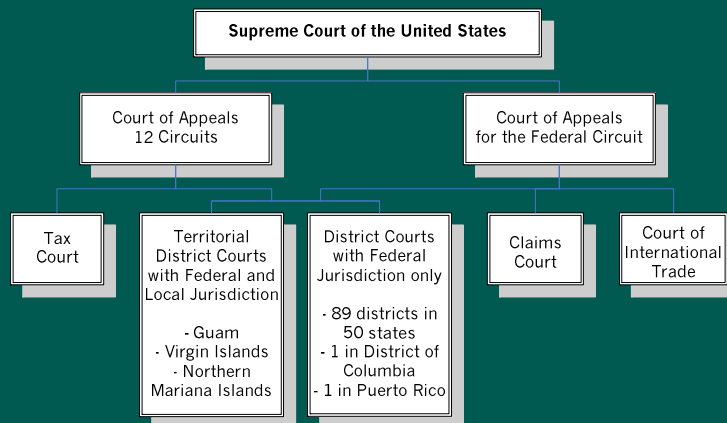 Supreme Court of the United States
Court of Appeals
12 Circuits
Court of Appeals
for the Federal Circuit
Tax
Court
Territorial
District Courts
with Federal and
Local Jurisdiction
- Guam
- Virgin Islands
- Northern
Mariana Islands
District Courts
with Federal
Jurisdiction only
- 89 districts in
50 states
- 1 in District of
Columbia
- 1 in Puerto Rico
Claims
Court
Court of
International
Trade